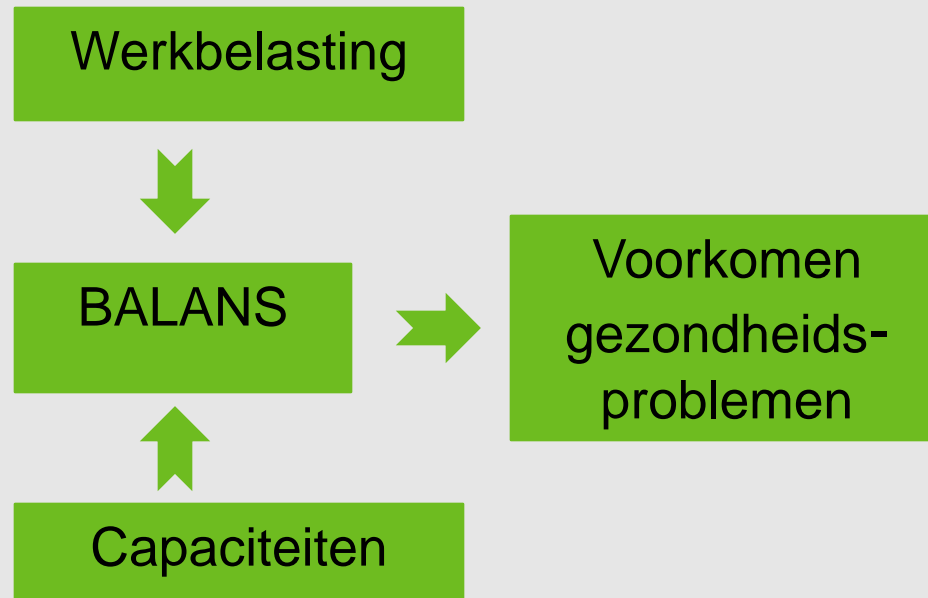 Werkbelasting
BALANS
Voorkomen
gezondheids-
problemen
Capaciteiten